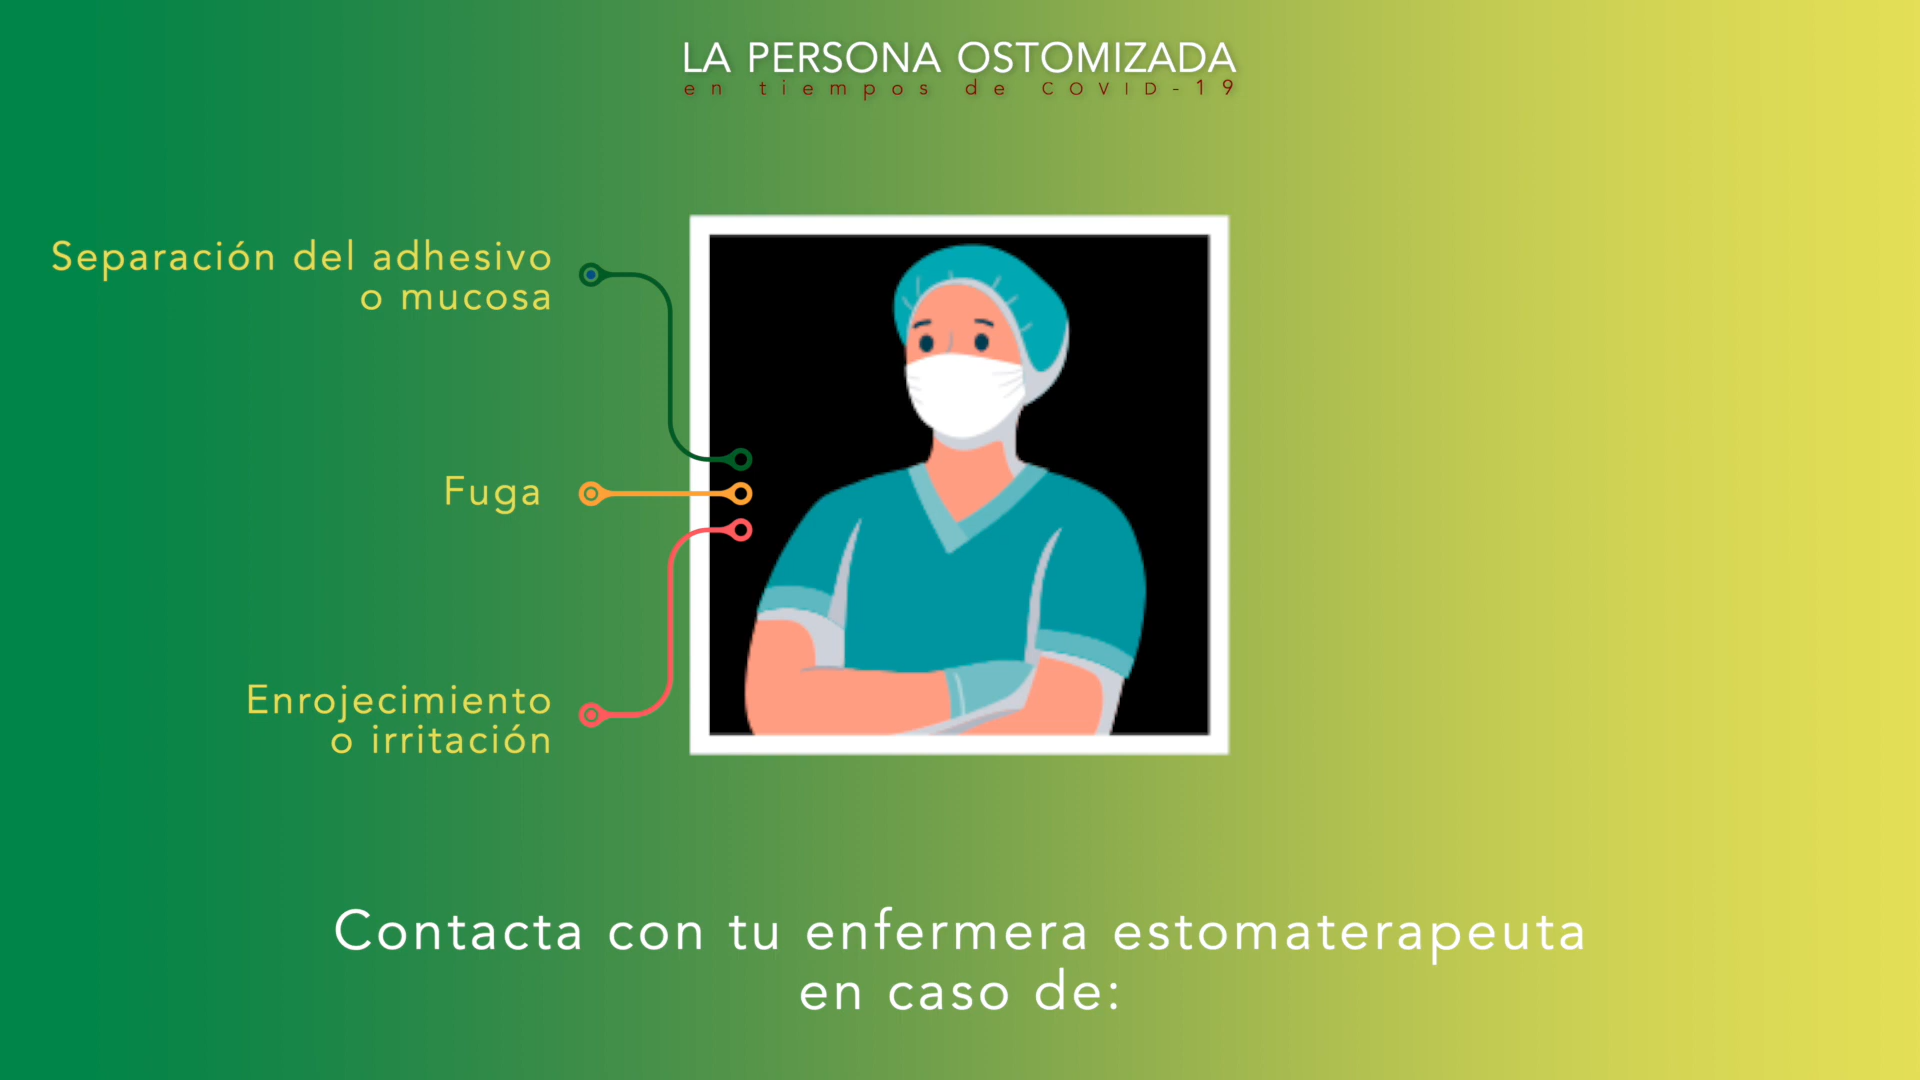 LA PERSONA OSTOMIZADA
en tiempos de COVID-19
Separación del adhesivo
o mucosa
Fuga
Enrojecimiento
o irritación
Contacta con tu enfermera estomaterapeuta
en caso de: